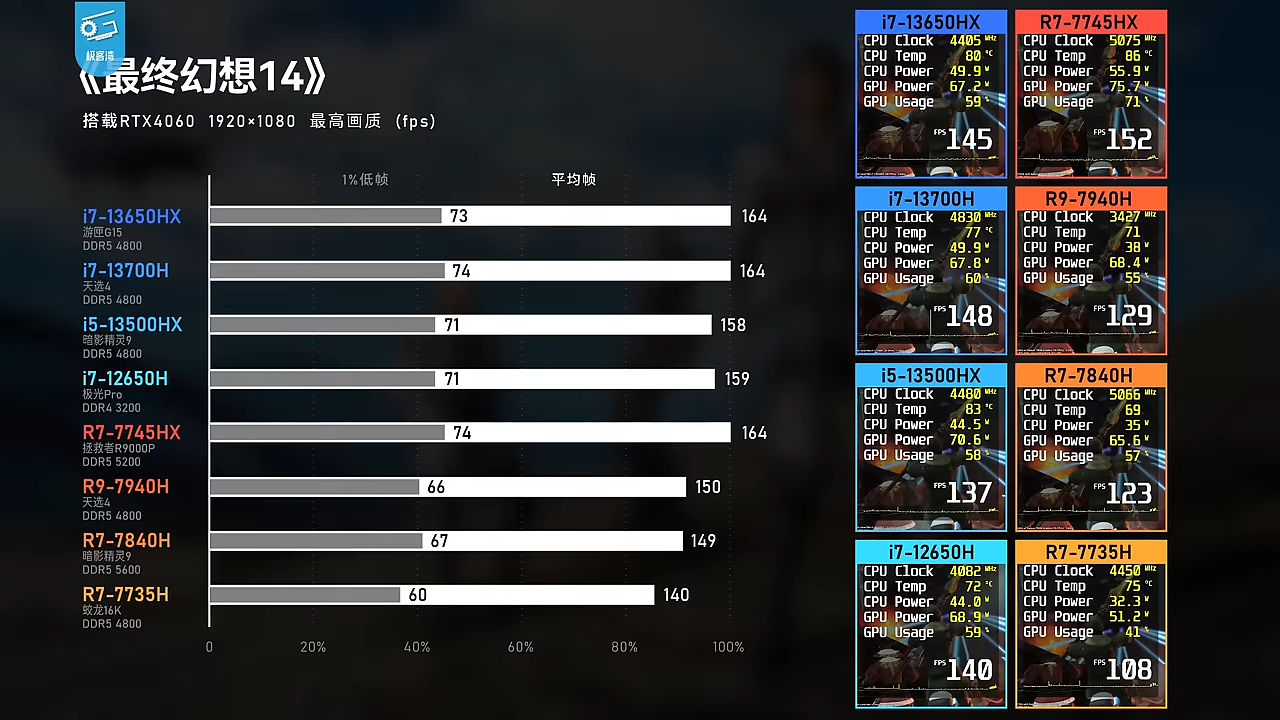 极客湾
《最终幻想14》
搭载RTX4060 1920×1080 最高画质 (fps)
1%低帧 平均帧
i7-13650HX 73 164
游匣G15
DDR5 4800
i7-13700H 74 164
天选4
DDR5 4800
i5-13500HX 71 158
暗影精灵9
DDR5 4800
i7-12650H 71 159
极光Pro
DDR4 3200
R7-7745HX 74 164
拯救者R9000P
DDR5 5200
R9-7940H 66 150
天选4
DDR5 4800
R7-7840H 67 149
暗影精灵9
DDR5 5600
R7-7735H 60 140
蛟龙16K
DDR5 4800
0 20% 40% 60% 80% 100%
i7-13650HX
CPU Clock 4405 MHz
CPU Temp 80 °C
CPU Power 49.9 W
GPU Power 67.2 W
GPU Usage 59 %
FPS 145
R7-7745HX
CPU Clock 5075 MHz
CPU Temp 86 °C
CPU Power 55.9 W
GPU Power 75.7 W
GPU Usage 71 %
FPS 152
i7-13700H
CPU Clock 4830 MHz
CPU Temp 77 °C
CPU Power 49.9 W
GPU Power 67.8 W
GPU Usage 60 %
FPS 148
R9-7940H
CPU Clock 3427 MHz
CPU Temp 71
CPU Power 38 W
GPU Power 68.4 W
GPU Usage 55 %
FPS 129
i5-13500HX
CPU Clock 4480 MHz
CPU Temp 83 °C
CPU Power 44.5 W
GPU Power 70.6 W
GPU Usage 58 %
FPS 137
R7-7840H
CPU Clock 5066 MHz
CPU Temp 69
CPU Power 35 W
GPU Power 65.6 W
GPU Usage 57 %
FPS 123
i7-12650H
CPU Clock 4082 MHz
CPU Temp 72 °C
CPU Power 44.0 W
GPU Power 68.9 W
GPU Usage 59 %
FPS 140
R7-7735H
CPU Clock 4450 MHz
CPU Temp 75 °C
CPU Power 32.3 W
GPU Power 51.2 W
GPU Usage 41 %
FPS 108